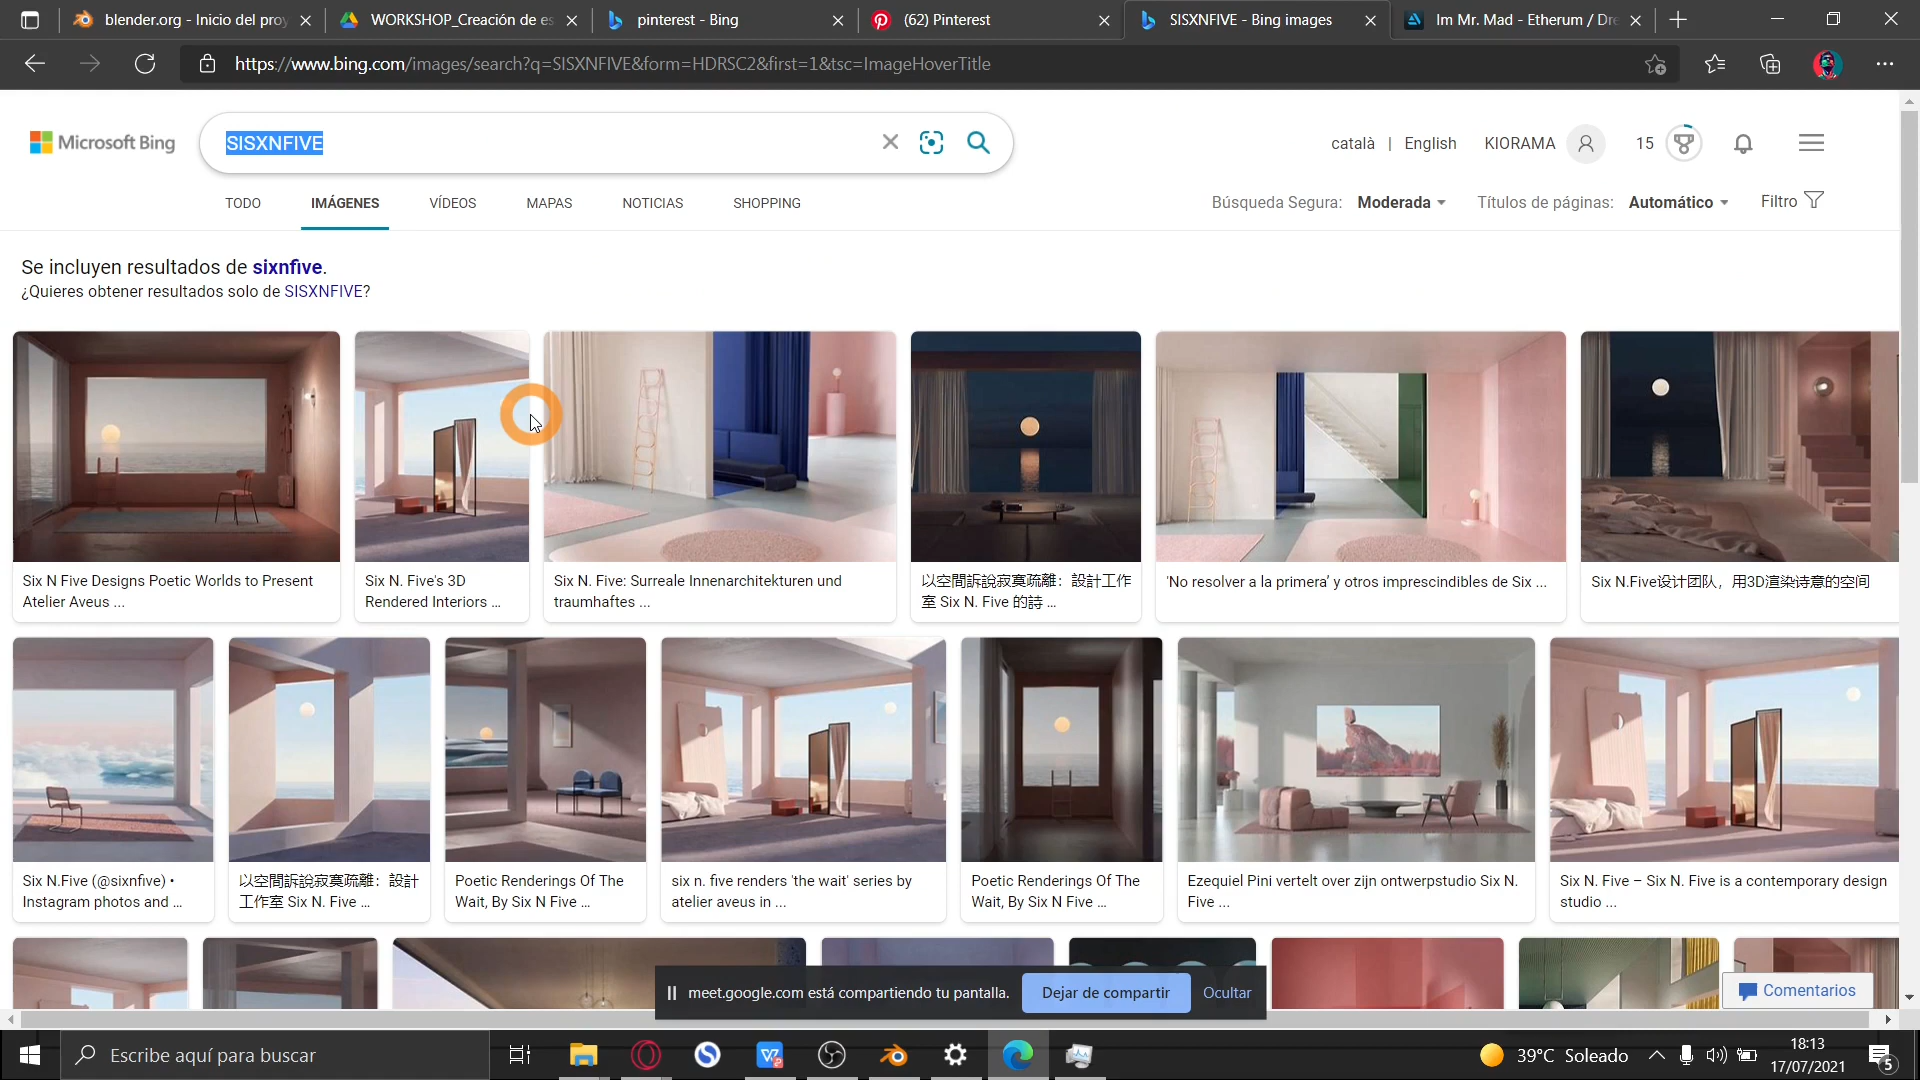 blender.org - Inicio del proy
WORKSHOP_Creación de es
pinterest - Bing
(62) Pinterest
SISXNFIVE - Bing images
Im Mr. Mad - Etherum / Dre
https://www.bing.com/images/search?q=SISXNFIVE&form=HDRSC2&first=1&tsc=ImageHoverTitle
Microsoft Bing
SISXNFIVE
català | English KIORAMA 15
TODO IMÁGENES VÍDEOS MAPAS NOTICIAS SHOPPING
Búsqueda Segura: Moderada Títulos de páginas: Automático Filtro
Se incluyen resultados de sixnfive.
¿Quieres obtener resultados solo de SISXNFIVE?
Six N Five Designs Poetic Worlds to Present
Atelier Aveus ...
Six N. Five's 3D
Rendered Interiors ...
Six N. Five: Surreale Innenarchitekturen und
traumhaftes ...
以空間訴說寂寞疏離：設計工作
室 Six N. Five 的詩 ...
'No resolver a la primera' y otros imprescindibles de Six ...
Six N.Five设计团队，用3D渲染诗意的空间
Six N.Five (@sixnfive) •
Instagram photos and ...
以空間訴說寂寞疏離：設計
工作室 Six N. Five ...
Poetic Renderings Of The
Wait, By Six N Five ...
six n. five renders 'the wait' series by
atelier aveus in ...
Poetic Renderings Of The
Wait, By Six N Five ...
Ezequiel Pini vertelt over zijn ontwerpstudio Six N.
Five ...
Six N. Five – Six N. Five is a contemporary design
studio ...
meet.google.com está compartiendo tu pantalla. Dejar de compartir Ocultar
Comentarios
Escribe aquí para buscar
39°C Soleado
18:13
17/07/2021
5